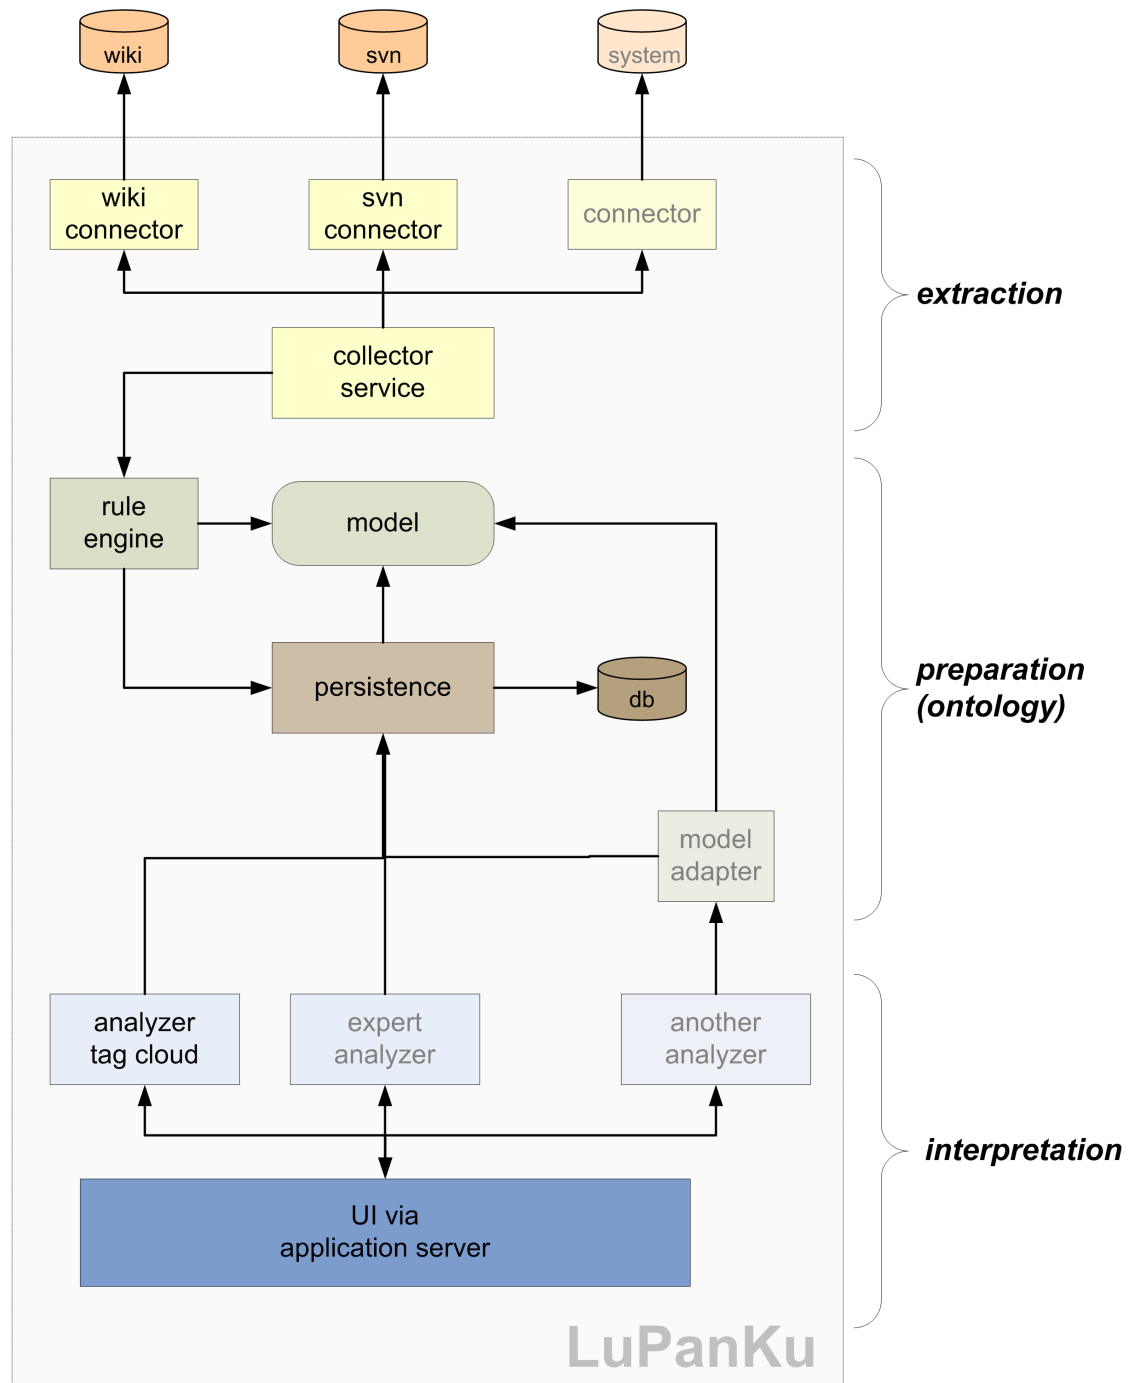 wiki
svn
system
wiki
connector
svn
connector
connector
extraction
collector
service
rule
engine
model
persistence
db
preparation
(ontology)
model
adapter
analyzer
tag cloud
expert
analyzer
another
analyzer
interpretation
UI via
application server
LuPanKu